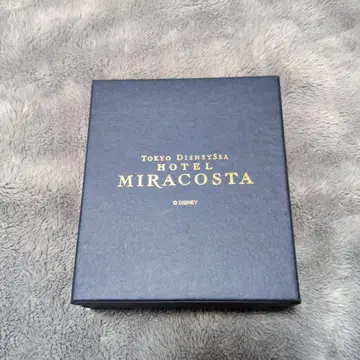 TOKYO DISNEYSEA
HOTEL
MIRACOSTA
© DISNEY